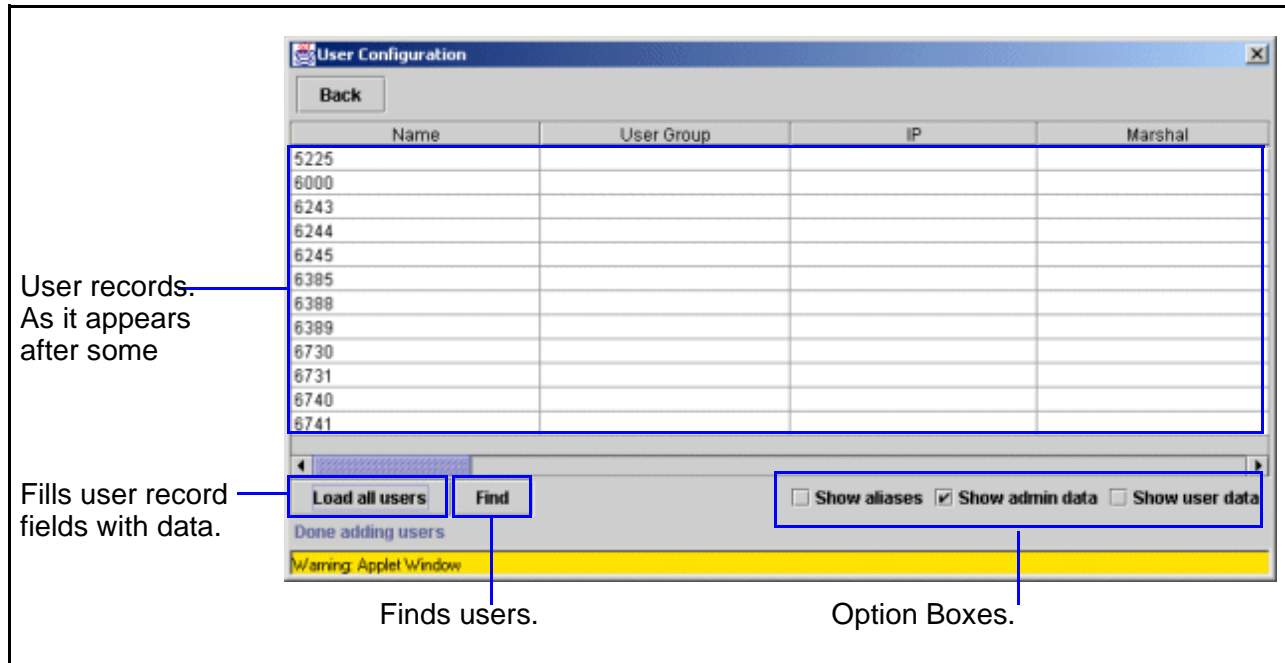 User Configuration
Back
Name User Group IP Marshal
5225
6000
6243
6244
6245
6385
6388
6389
6730
6731
6740
6741
User records.
As it appears
after some
Fills user record
fields with data.
Load all users Find Show aliases Show admin data Show user data
Done adding users
Warning: Applet Window
Finds users. Option Boxes.